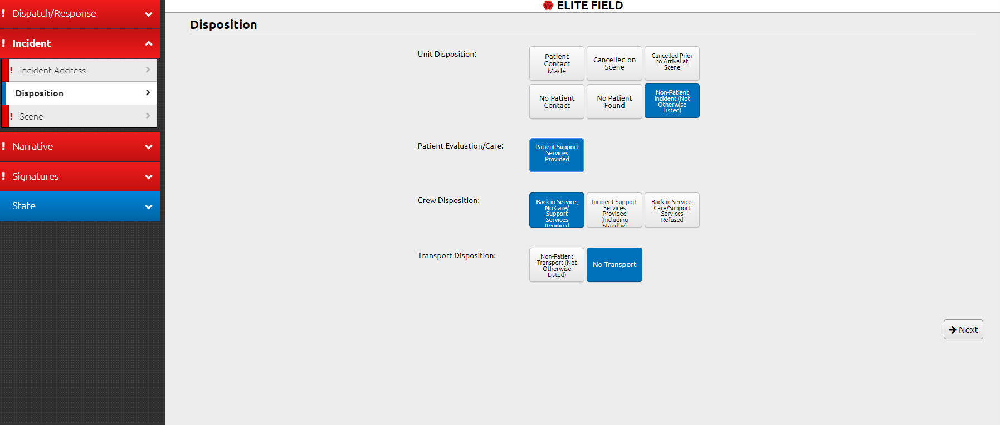 ELITE FIELD
! Dispatch/Response
! Incident
! Incident Address
Disposition
! Scene
! Narrative
! Signatures
State
Disposition
Unit Disposition:
Patient
Contact
Made
Cancelled on
Scene
Cancelled Prior
to Arrival at
Scene
No Patient
Contact
No Patient
Found
Non-Patient
Incident (Not
Otherwise
Listed)
Patient Evaluation/Care:
Patient Support
Services
Provided
Crew Disposition:
Back in Service,
No Care/
Support
Services
Required
Incident Support
Services
Provided
(Including
Standby)
Back in Service,
Care/Support
Services
Refused
Transport Disposition:
Non-Patient
Transport (Not
Otherwise
Listed)
No Transport
Next